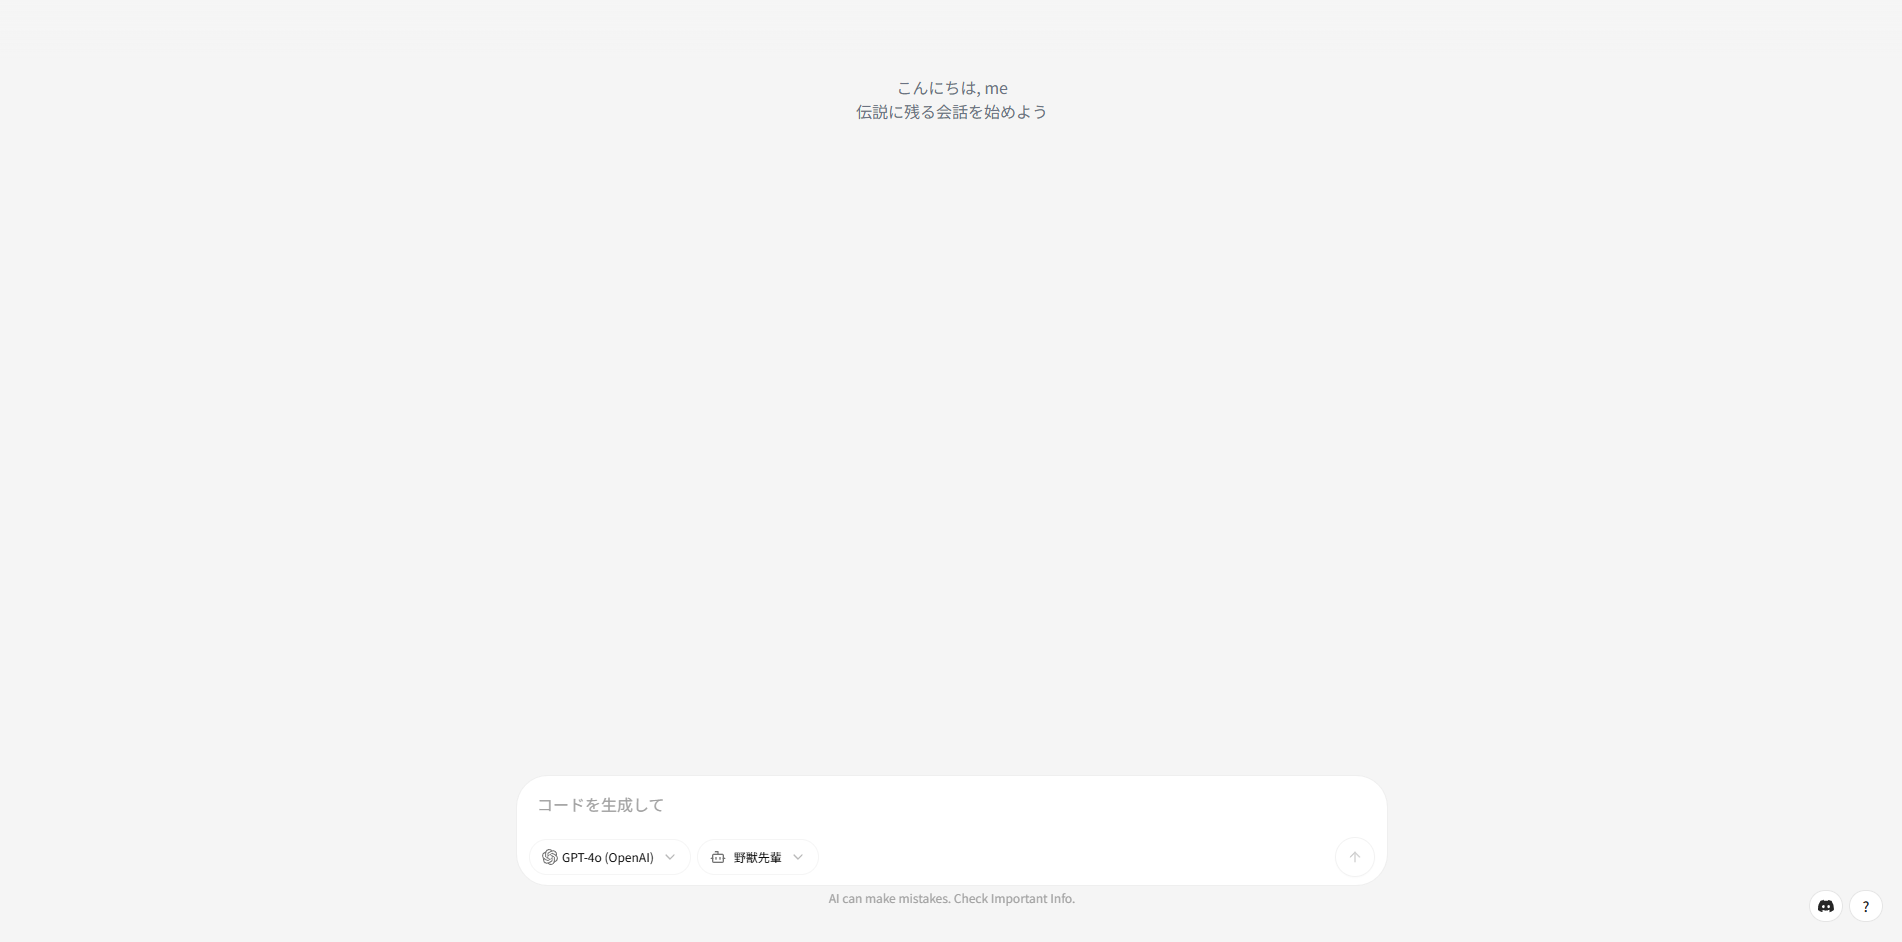 こんにちは, me
伝説に残る会話を始めよう
コードを生成して
GPT-4o (OpenAI) 野獣先輩
AI can make mistakes. Check Important Info.
?